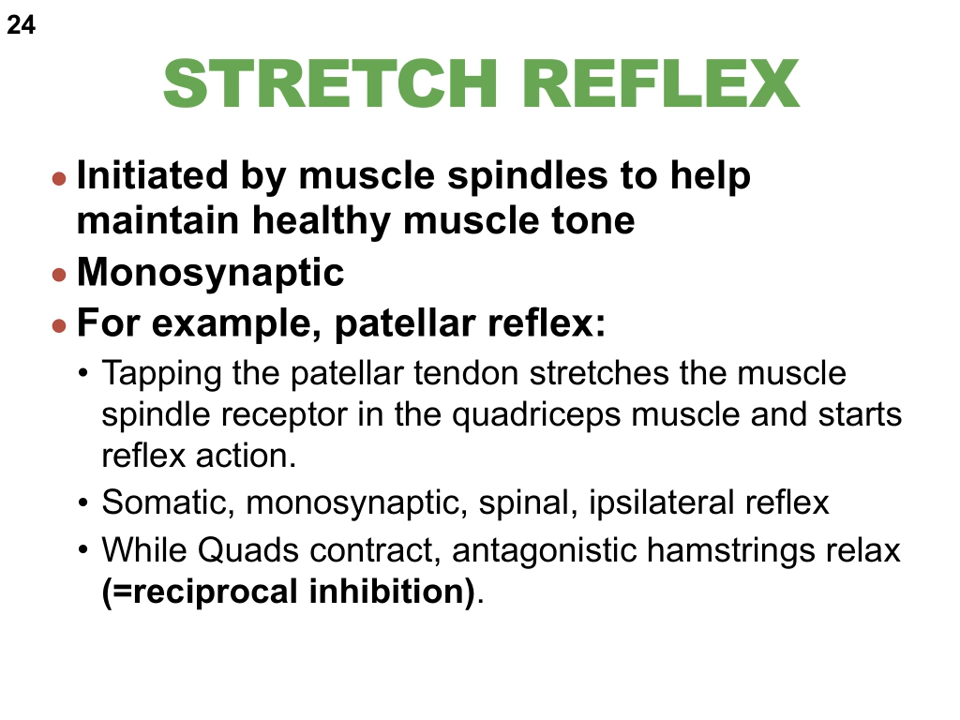 24
STRETCH REFLEX
• Initiated by muscle spindles to help
maintain healthy muscle tone
• Monosynaptic
• For example, patellar reflex:
• Tapping the patellar tendon stretches the muscle
spindle receptor in the quadriceps muscle and starts
reflex action.
• Somatic, monosynaptic, spinal, ipsilateral reflex
• While Quads contract, antagonistic hamstrings relax
(=reciprocal inhibition).